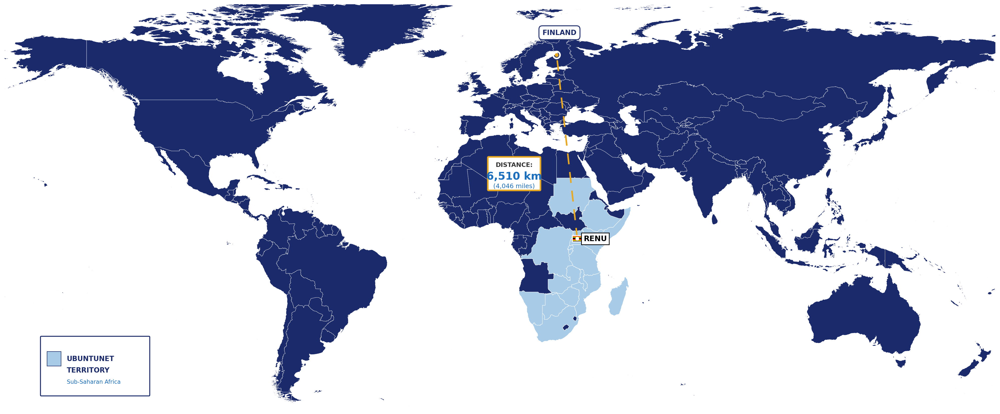 FINLAND
DISTANCE:
6,510 km
(4,046 miles)
RENU
UBUNTUNET
TERRITORY
Sub-Saharan Africa